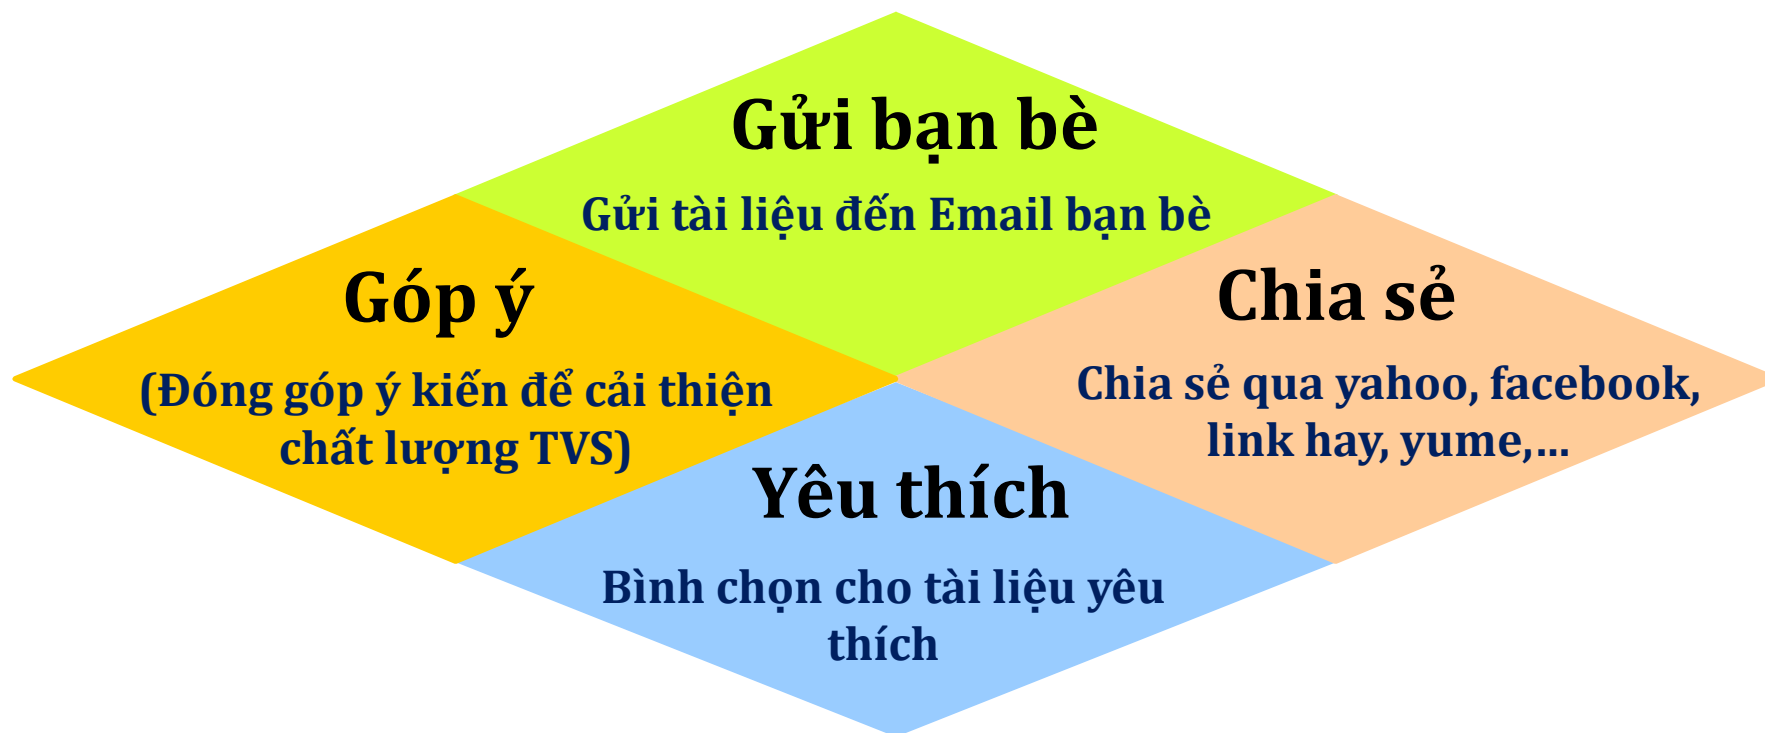 Gửi bạn bè
Gửi tài liệu đến Email bạn bè
Góp ý
(Đóng góp ý kiến để cải thiện
chất lượng TVS)
Chia sẻ
Chia sẻ qua yahoo, facebook,
link hay, yume,...
Yêu thích
Bình chọn cho tài liệu yêu
thích